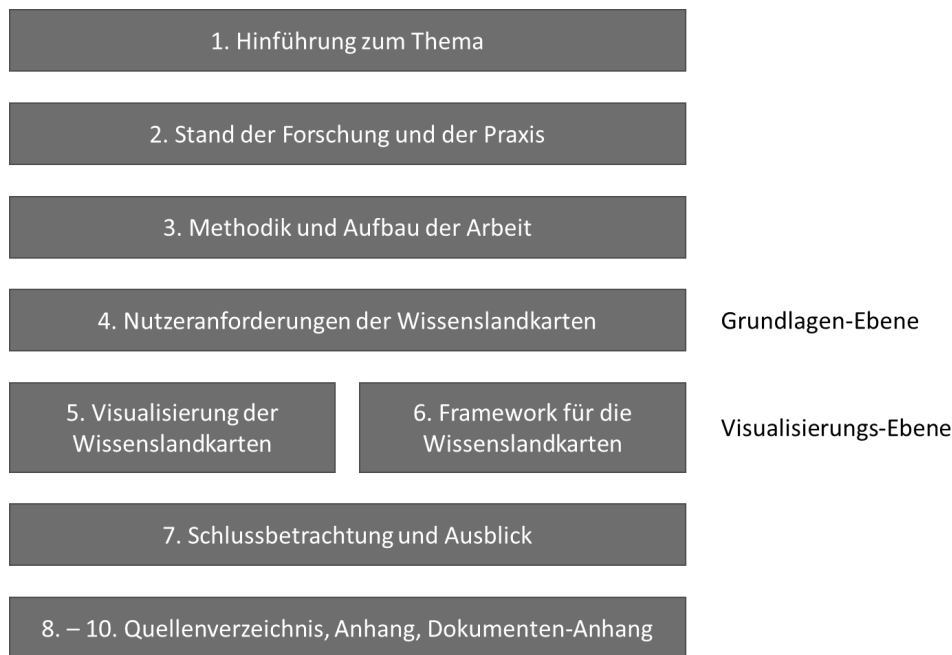 1. Hinführung zum Thema
2. Stand der Forschung und der Praxis
3. Methodik und Aufbau der Arbeit
4. Nutzeranforderungen der Wissenslandkarten
Grundlagen-Ebene
5. Visualisierung der
Wissenslandkarten
6. Framework für die
Wissenslandkarten
Visualisierungs-Ebene
7. Schlussbetrachtung und Ausblick
8. – 10. Quellenverzeichnis, Anhang, Dokumenten-Anhang